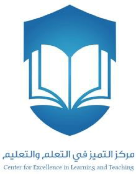 مركز التميز في التعلم والتعليم
Center for Excellence in Learning and Teaching